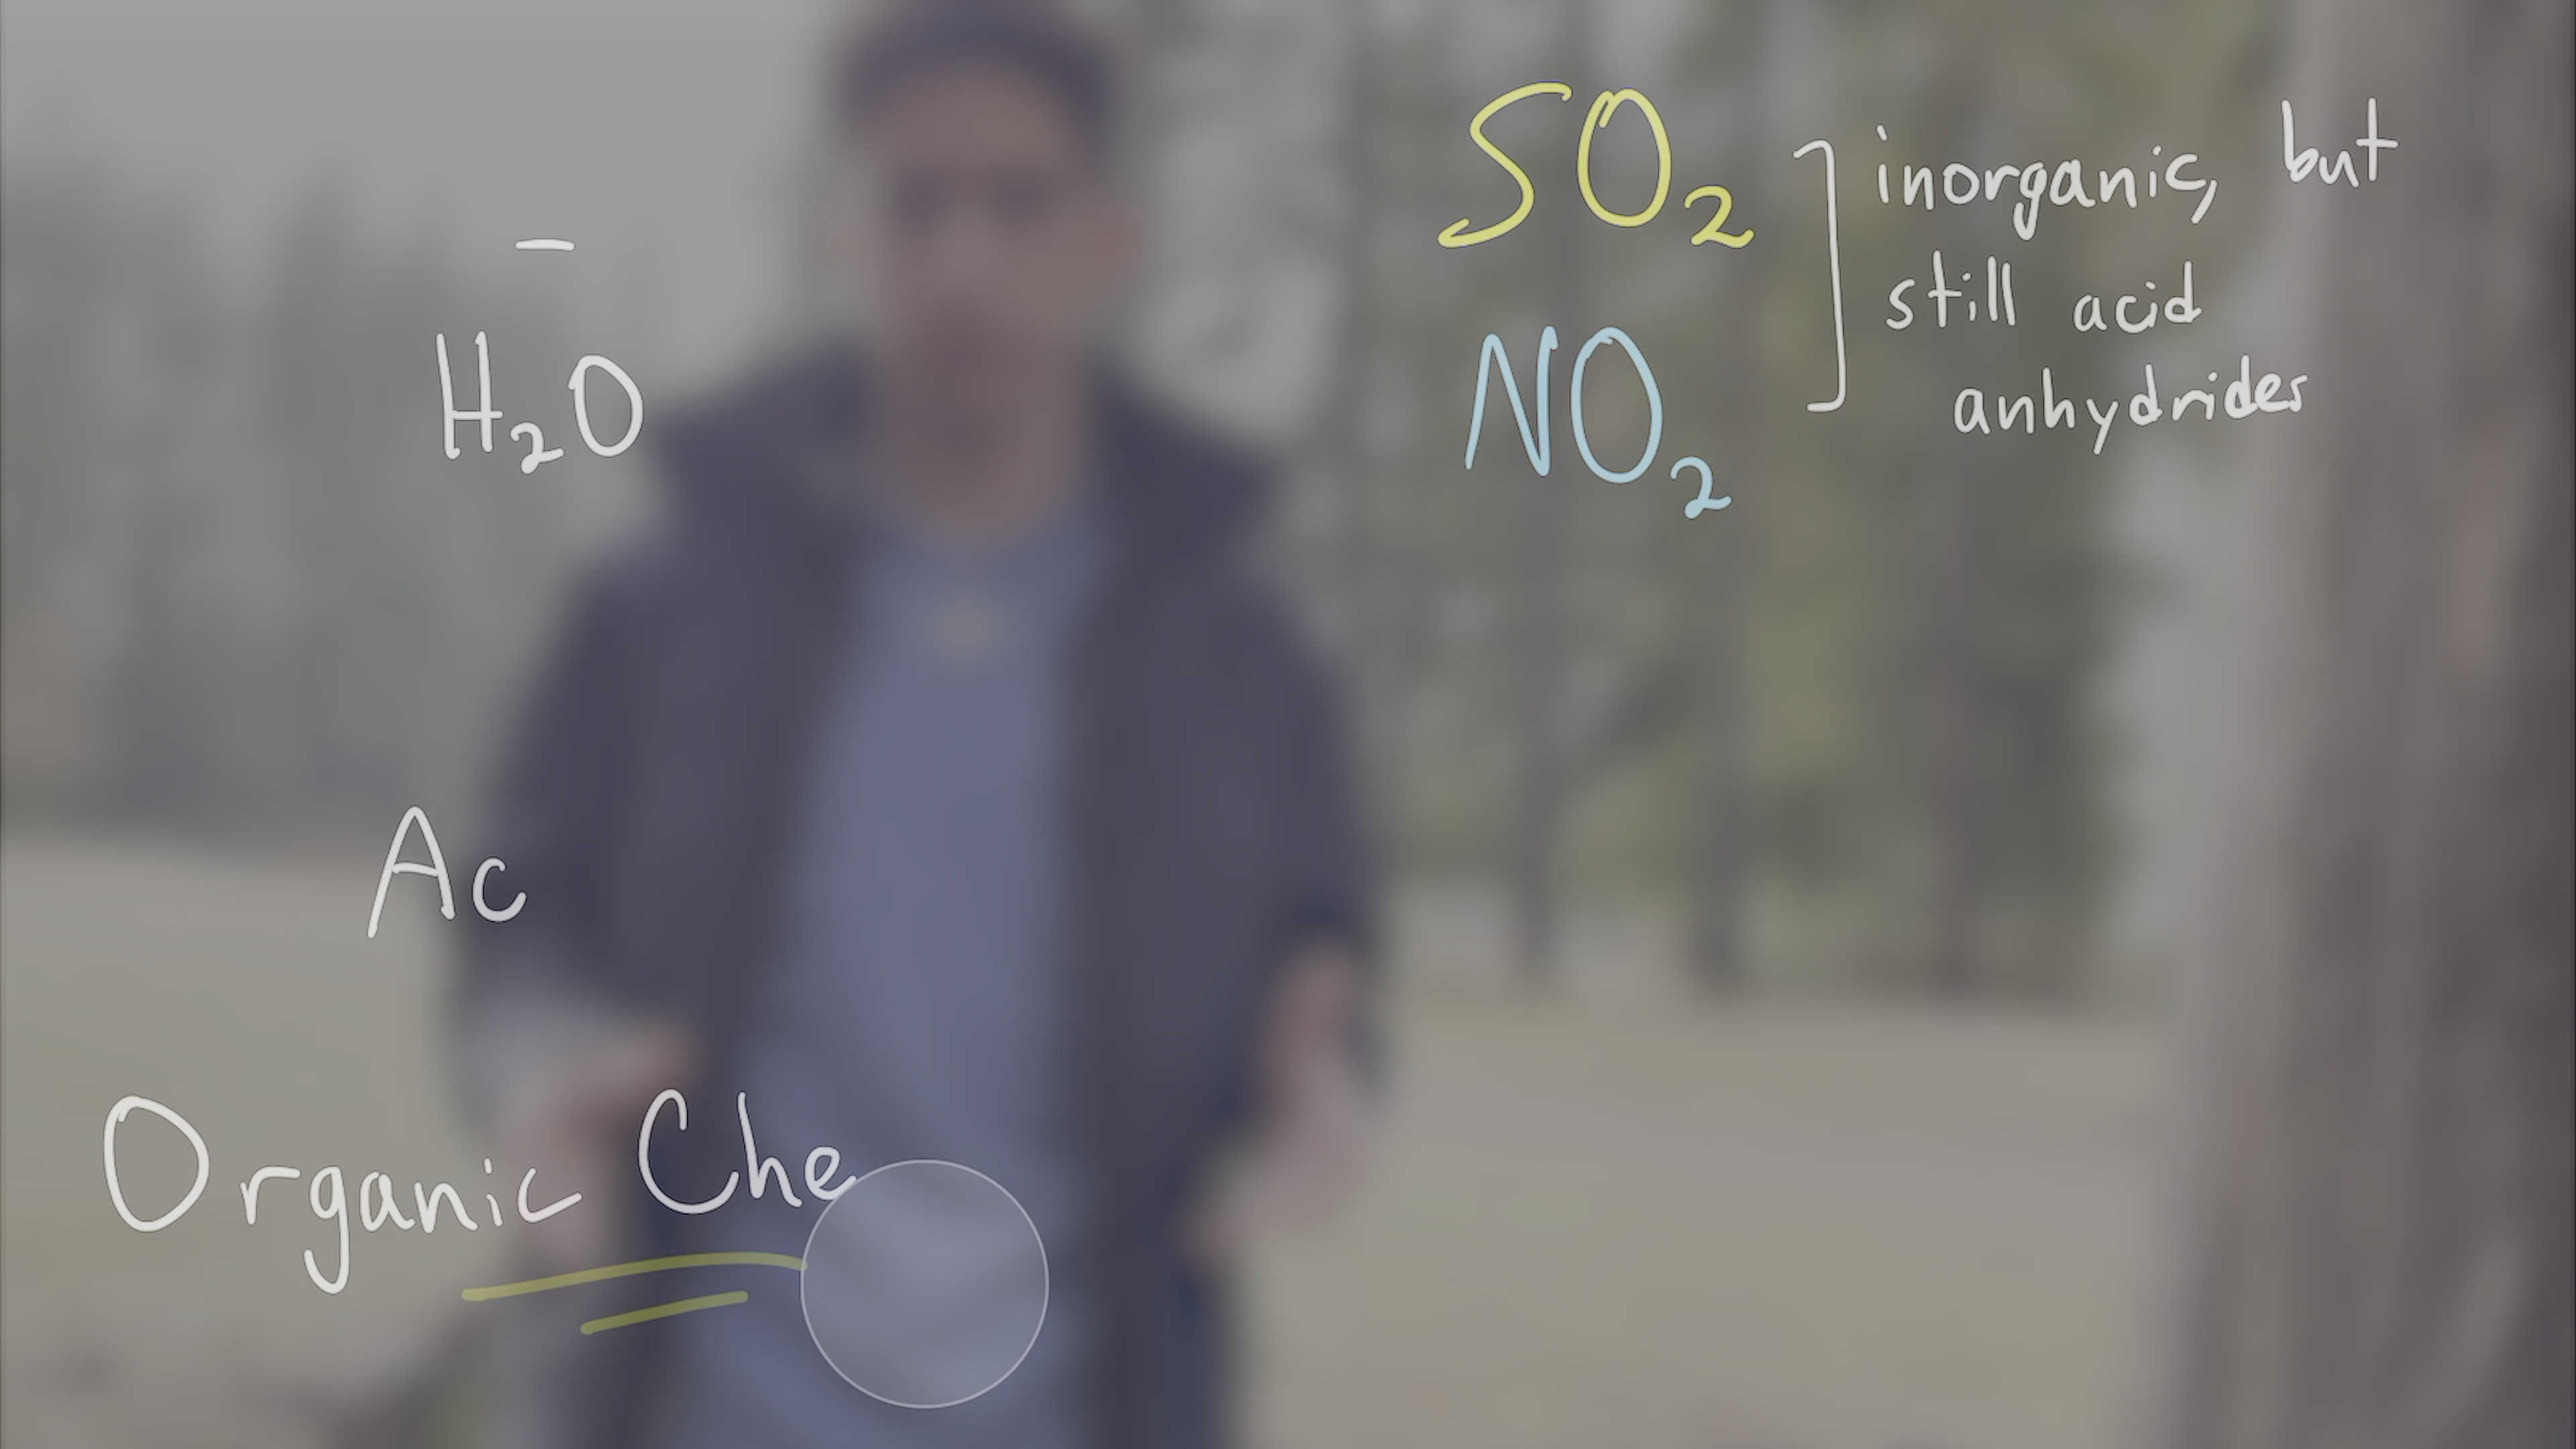 SO₂
NO₂
inorganic, but
still acid
anhydrides
–
H₂O
Ac
Organic Che